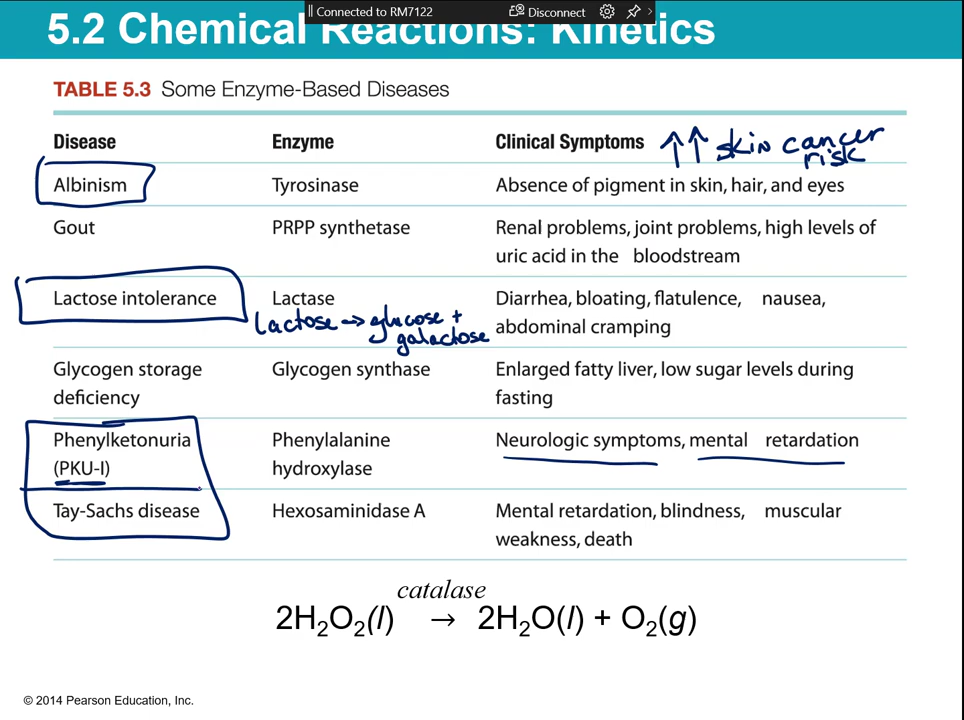 Connected to RM7122 Disconnect
5.2 Chemical Reactions: Kinetics
TABLE 5.3 Some Enzyme-Based Diseases
Disease Enzyme Clinical Symptoms ↑↑ skin cancer
risk
Albinism Tyrosinase Absence of pigment in skin, hair, and eyes
Gout PRPP synthetase Renal problems, joint problems, high levels of
uric acid in the bloodstream
Lactose intolerance Lactase Diarrhea, bloating, flatulence, nausea,
lactose → glucose +
galactose
abdominal cramping
Glycogen storage Glycogen synthase Enlarged fatty liver, low sugar levels during
deficiency fasting
Phenylketonuria Phenylalanine Neurologic symptoms, mental retardation
(PKU-I) hydroxylase
Tay-Sachs disease Hexosaminidase A Mental retardation, blindness, muscular
weakness, death
catalase
2H₂O₂(l) → 2H₂O(l) + O₂(g)
© 2014 Pearson Education, Inc.